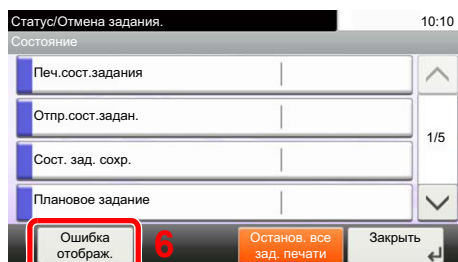 Статус/Отмена задания.
10:10
Состояние
Печ.сост.задания
Отпр.сост.задан.
1/5
Сост. зад. сохр.
Плановое задание
Ошибка
отображ.
6
Останов. все
зад. печати
Закрыть